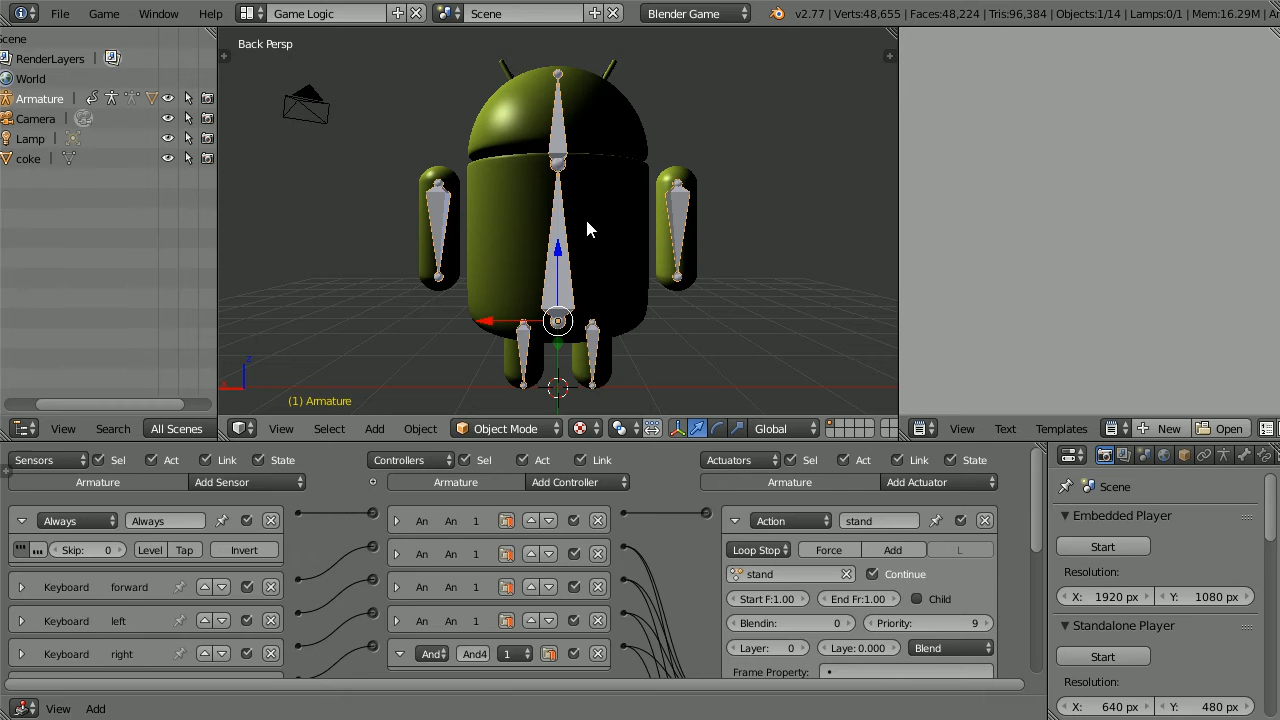 File Game Window Help Game Logic Scene Blender Game v2.77 | Verts:48,655 | Faces:48,224 | Tris:96,384 | Objects:1/14 | Lamps:0/1 | Mem:16.29M |
Scene
RenderLayers
World
Armature
Camera
Lamp
coke
Back Persp
(1) Armature
x
z
View Search All Scenes
View Select Add Object Object Mode Global
View Text Templates New Open
Sensors Sel Act Link State
Controllers Sel Act Link
Actuators Sel Act Link State
Armature Add Sensor
Armature Add Controller
Armature Add Actuator
Always Always
Skip: 0 Level Tap Invert
Keyboard forward
Keyboard left
Keyboard right
An An 1
An An 1
An An 1
An An 1
And And4 1
Action stand
Loop Stop Force Add L
stand Continue
Start F:1.00 End Fr:1.00 Child
Blendin: 0 Priority: 9
Layer: 0 Laye: 0.000 Blend
Frame Property:
Scene
Embedded Player
Start
Resolution:
X: 1920 px Y: 1080 px
Standalone Player
Start
Resolution:
X: 640 px Y: 480 px
View Add